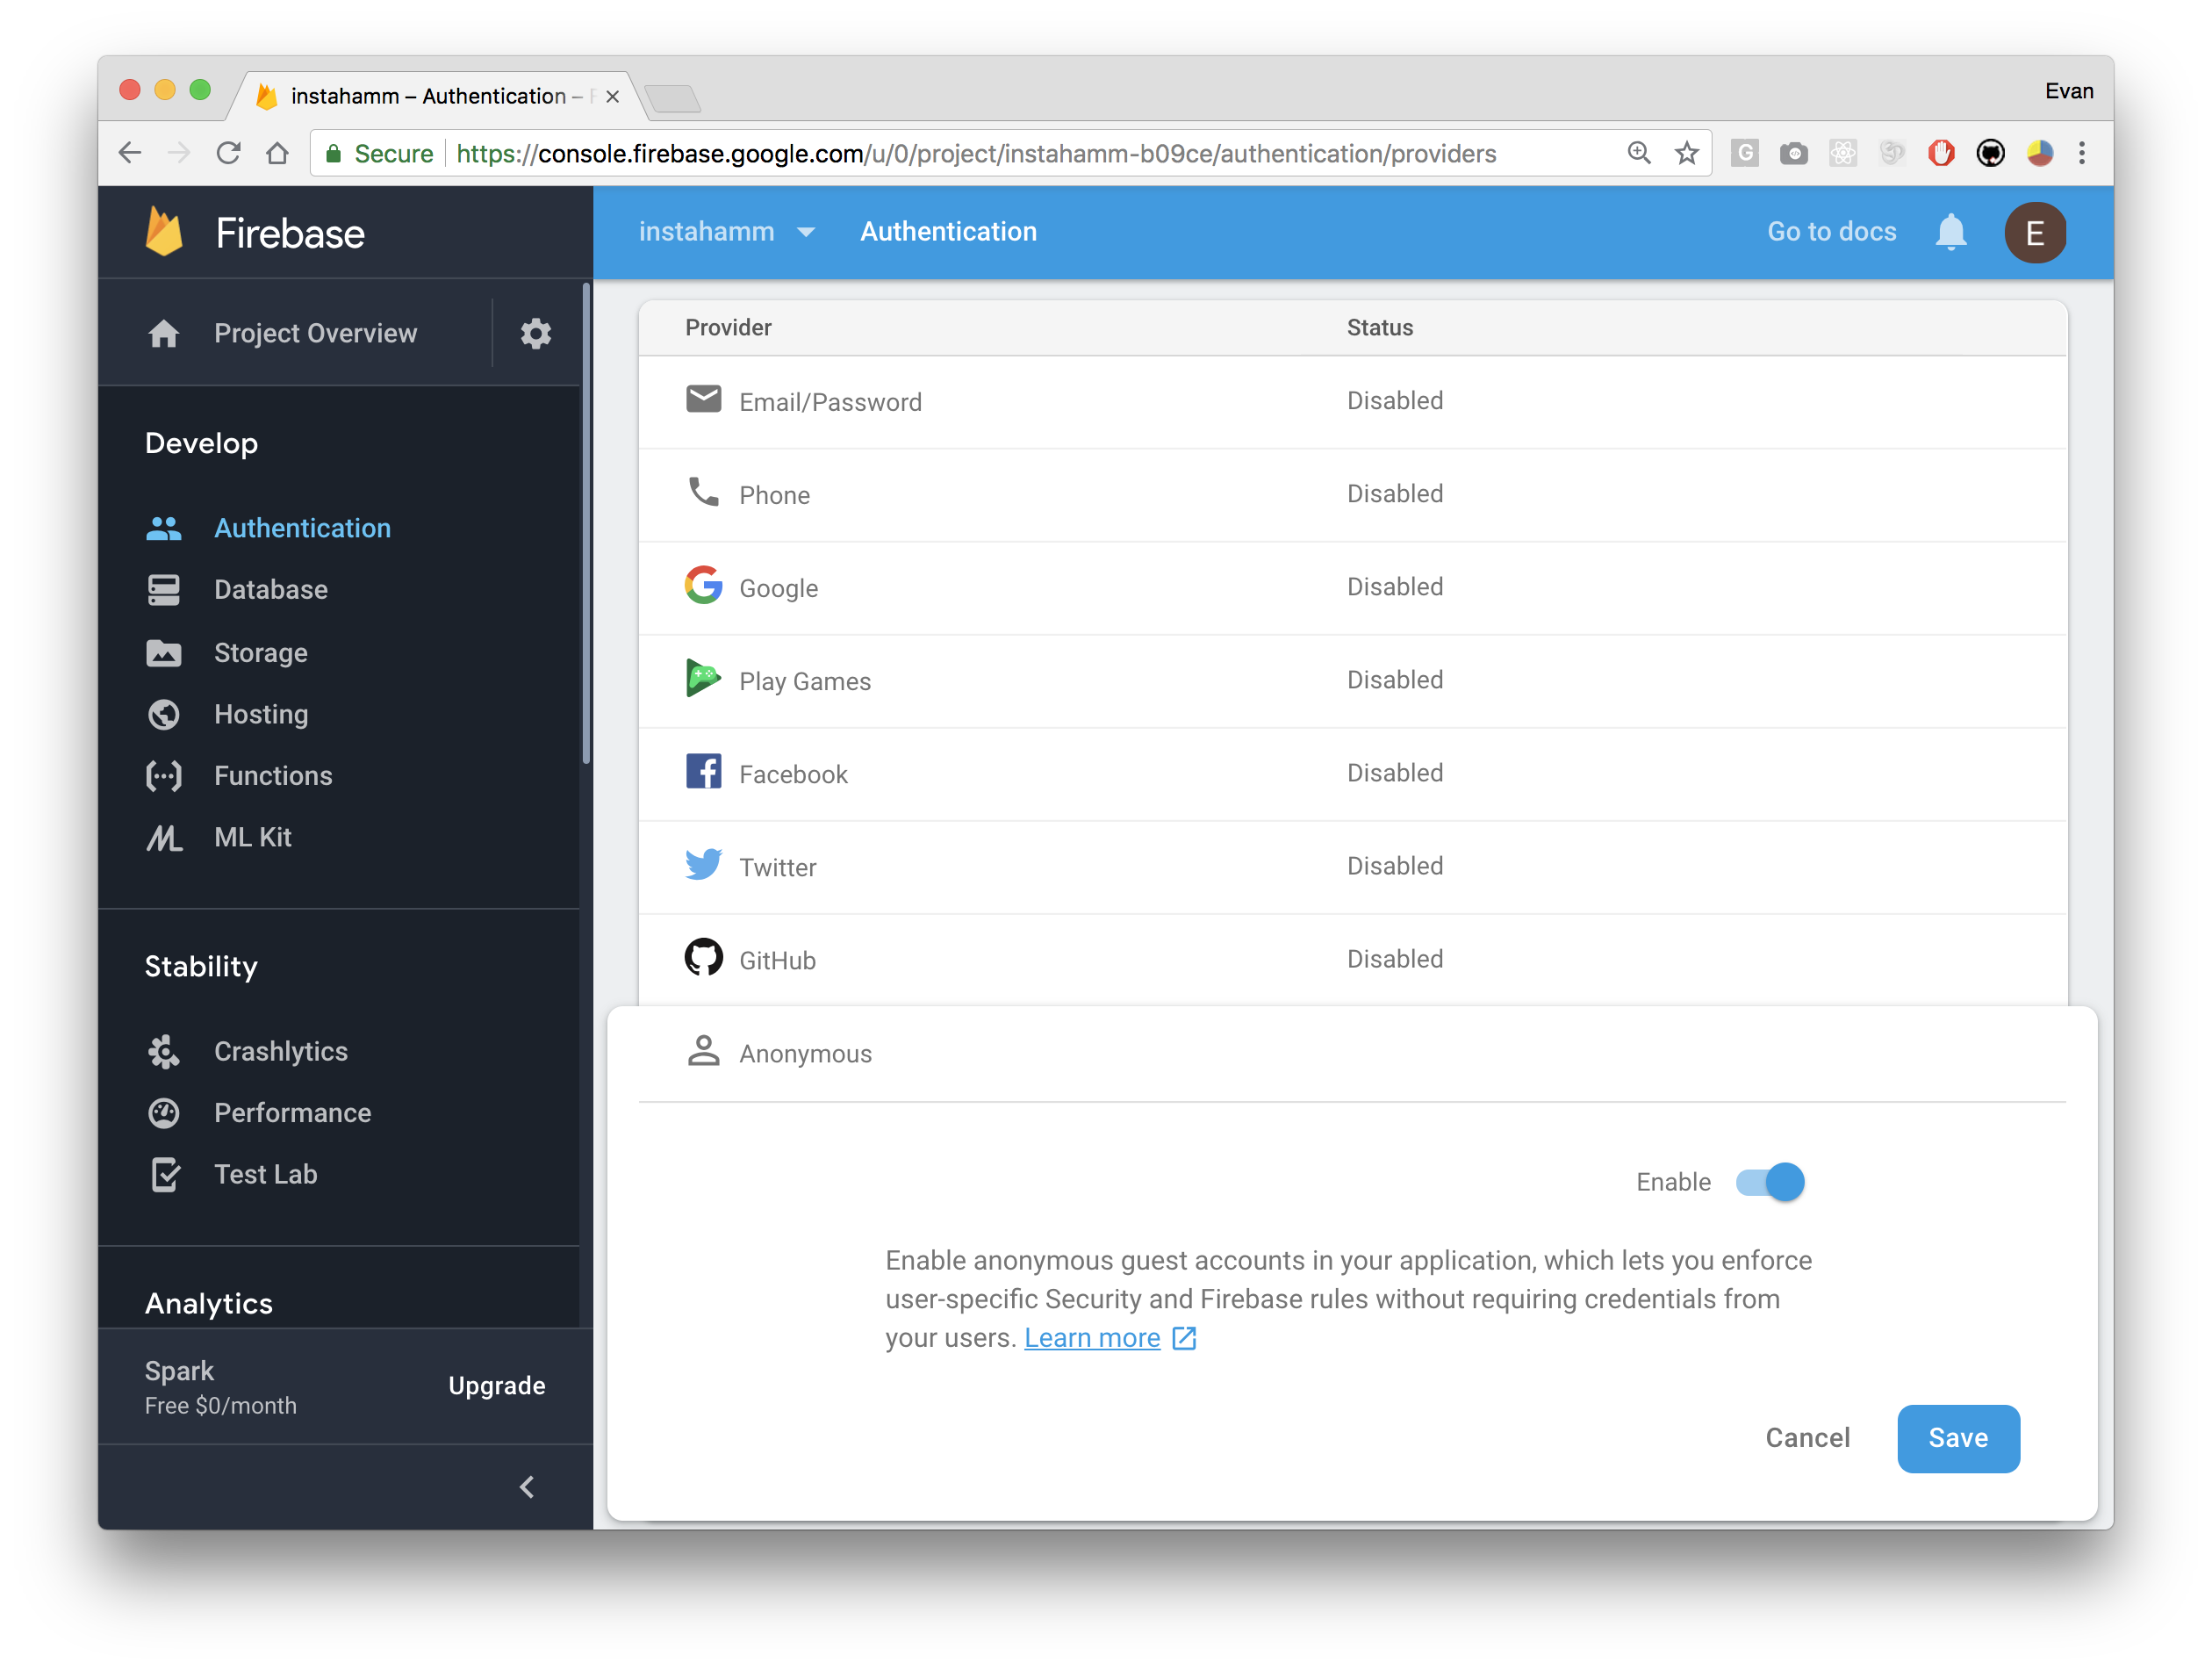 instahamm – Authentication –
Evan
Secure
https://console.firebase.google.com/u/0/project/instahamm-b09ce/authentication/providers
Firebase
instahamm
Authentication
Go to docs
E
Project Overview
Develop
Authentication
Database
Storage
Hosting
Functions
ML Kit
Stability
Crashlytics
Performance
Test Lab
Analytics
Spark
Free $0/month
Upgrade
Provider Status
Email/Password Disabled
Phone Disabled
Google Disabled
Play Games Disabled
Facebook Disabled
Twitter Disabled
GitHub Disabled
Anonymous
Enable
Enable anonymous guest accounts in your application, which lets you enforce
user-specific Security and Firebase rules without requiring credentials from
your users. Learn more
Cancel
Save